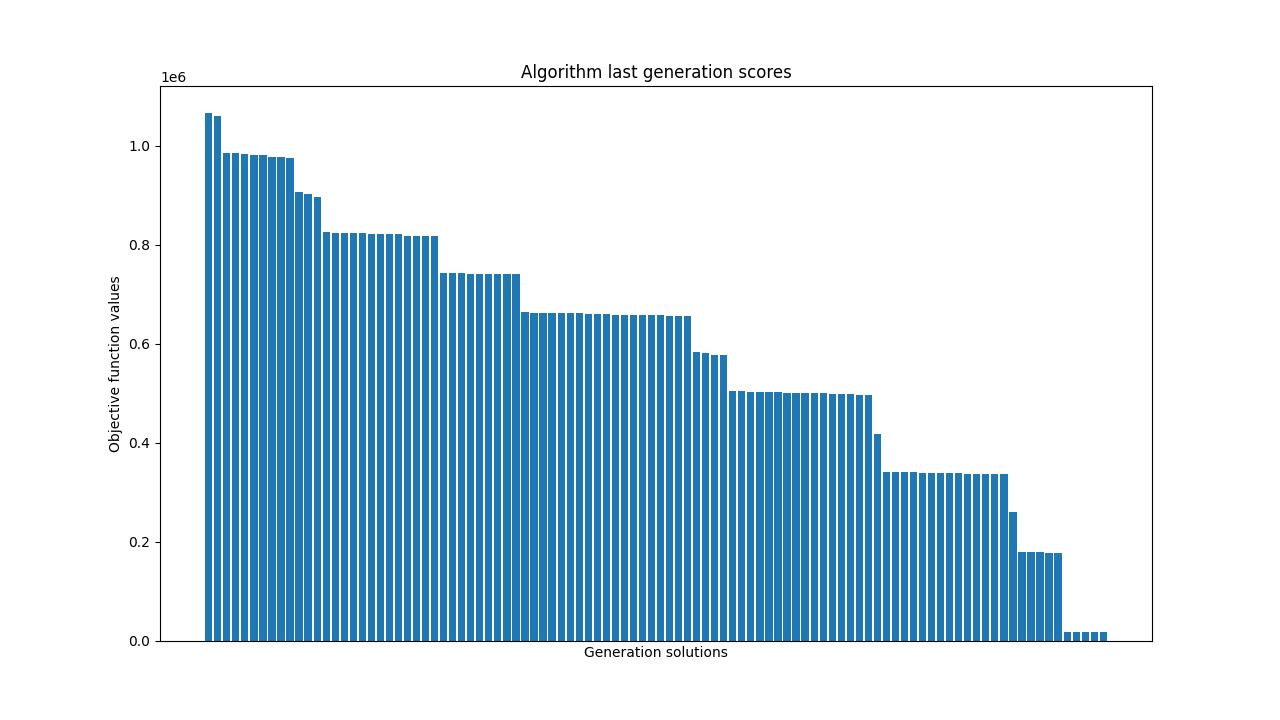 Algorithm last generation scores
1e6
1.0
0.8
0.6
0.4
0.2
0.0
Objective function values
Generation solutions